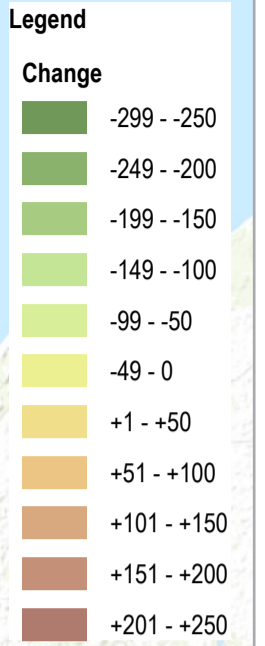 Legend
Change
-299 - -250
-249 - -200
-199 - -150
-149 - -100
-99 - -50
-49 - 0
+1 - +50
+51 - +100
+101 - +150
+151 - +200
+201 - +250